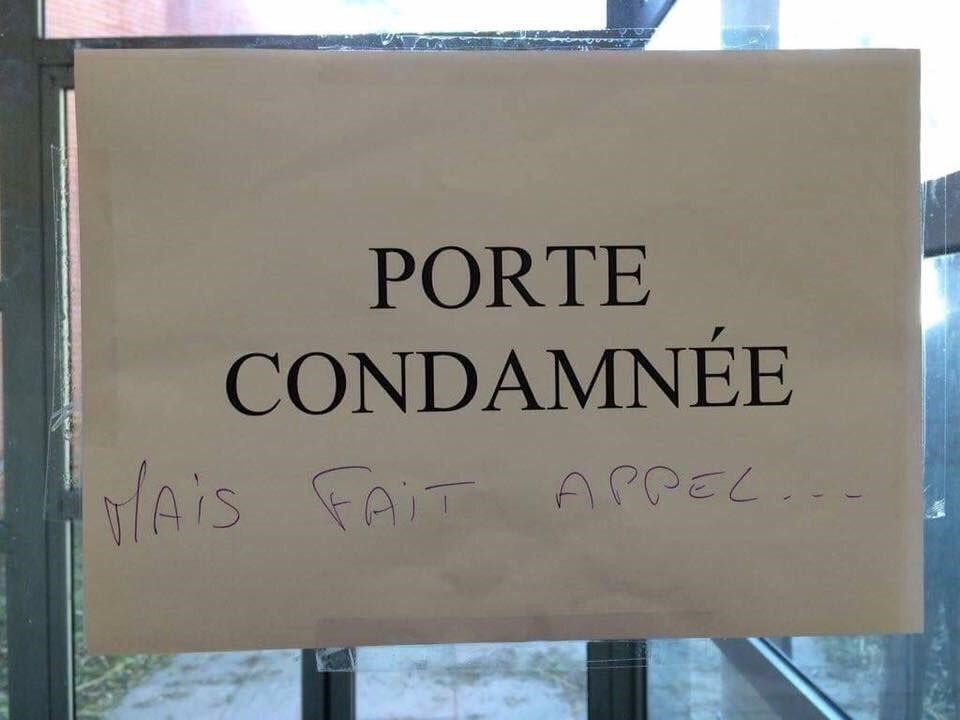 PORTE
CONDAMNÉE
MAiS FAiT APPEL...